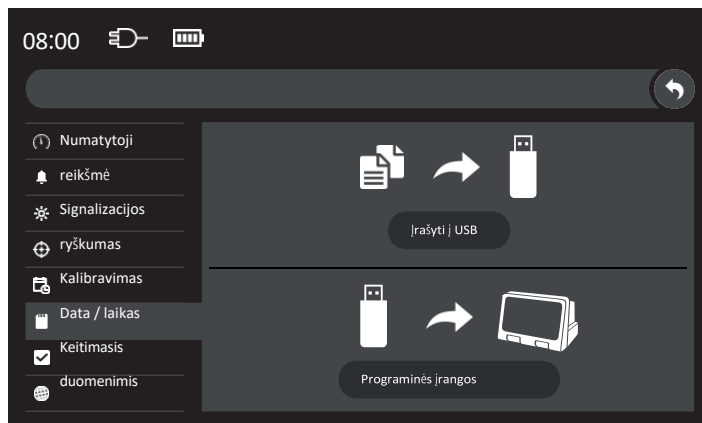 08:00
Numatytoji
reikšmė
Signalizacijos
ryškumas
Kalibravimas
Data / laikas
Keitimasis
duomenimis
Įrašyti į USB
Programinės įrangos